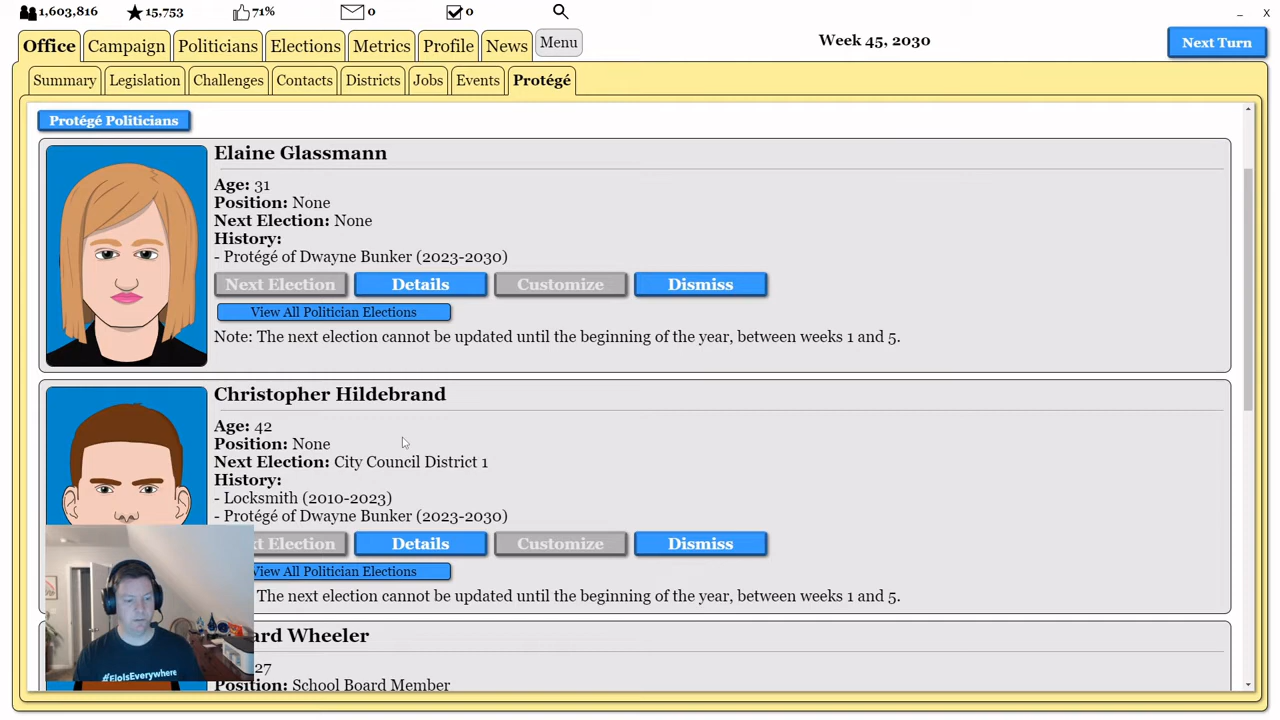 1,603,816 15,753 71% 0 0
_ X
Office Campaign Politicians Elections Metrics Profile News Menu Week 45, 2030 Next Turn
Summary Legislation Challenges Contacts Districts Jobs Events Protégé
Protégé Politicians
Elaine Glassmann
Age: 31
Position: None
Next Election: None
History:
- Protégé of Dwayne Bunker (2023-2030)
Next Election Details Customize Dismiss
View All Politician Elections
Note: The next election cannot be updated until the beginning of the year, between weeks 1 and 5.
Christopher Hildebrand
Age: 42
Position: None
Next Election: City Council District 1
History:
- Locksmith (2010-2023)
- Protégé of Dwayne Bunker (2023-2030)
Election Details Customize Dismiss
View All Politician Elections
The next election cannot be updated until the beginning of the year, between weeks 1 and 5.
Wheeler
27
Position: School Board Member
#EloIsEverywhere